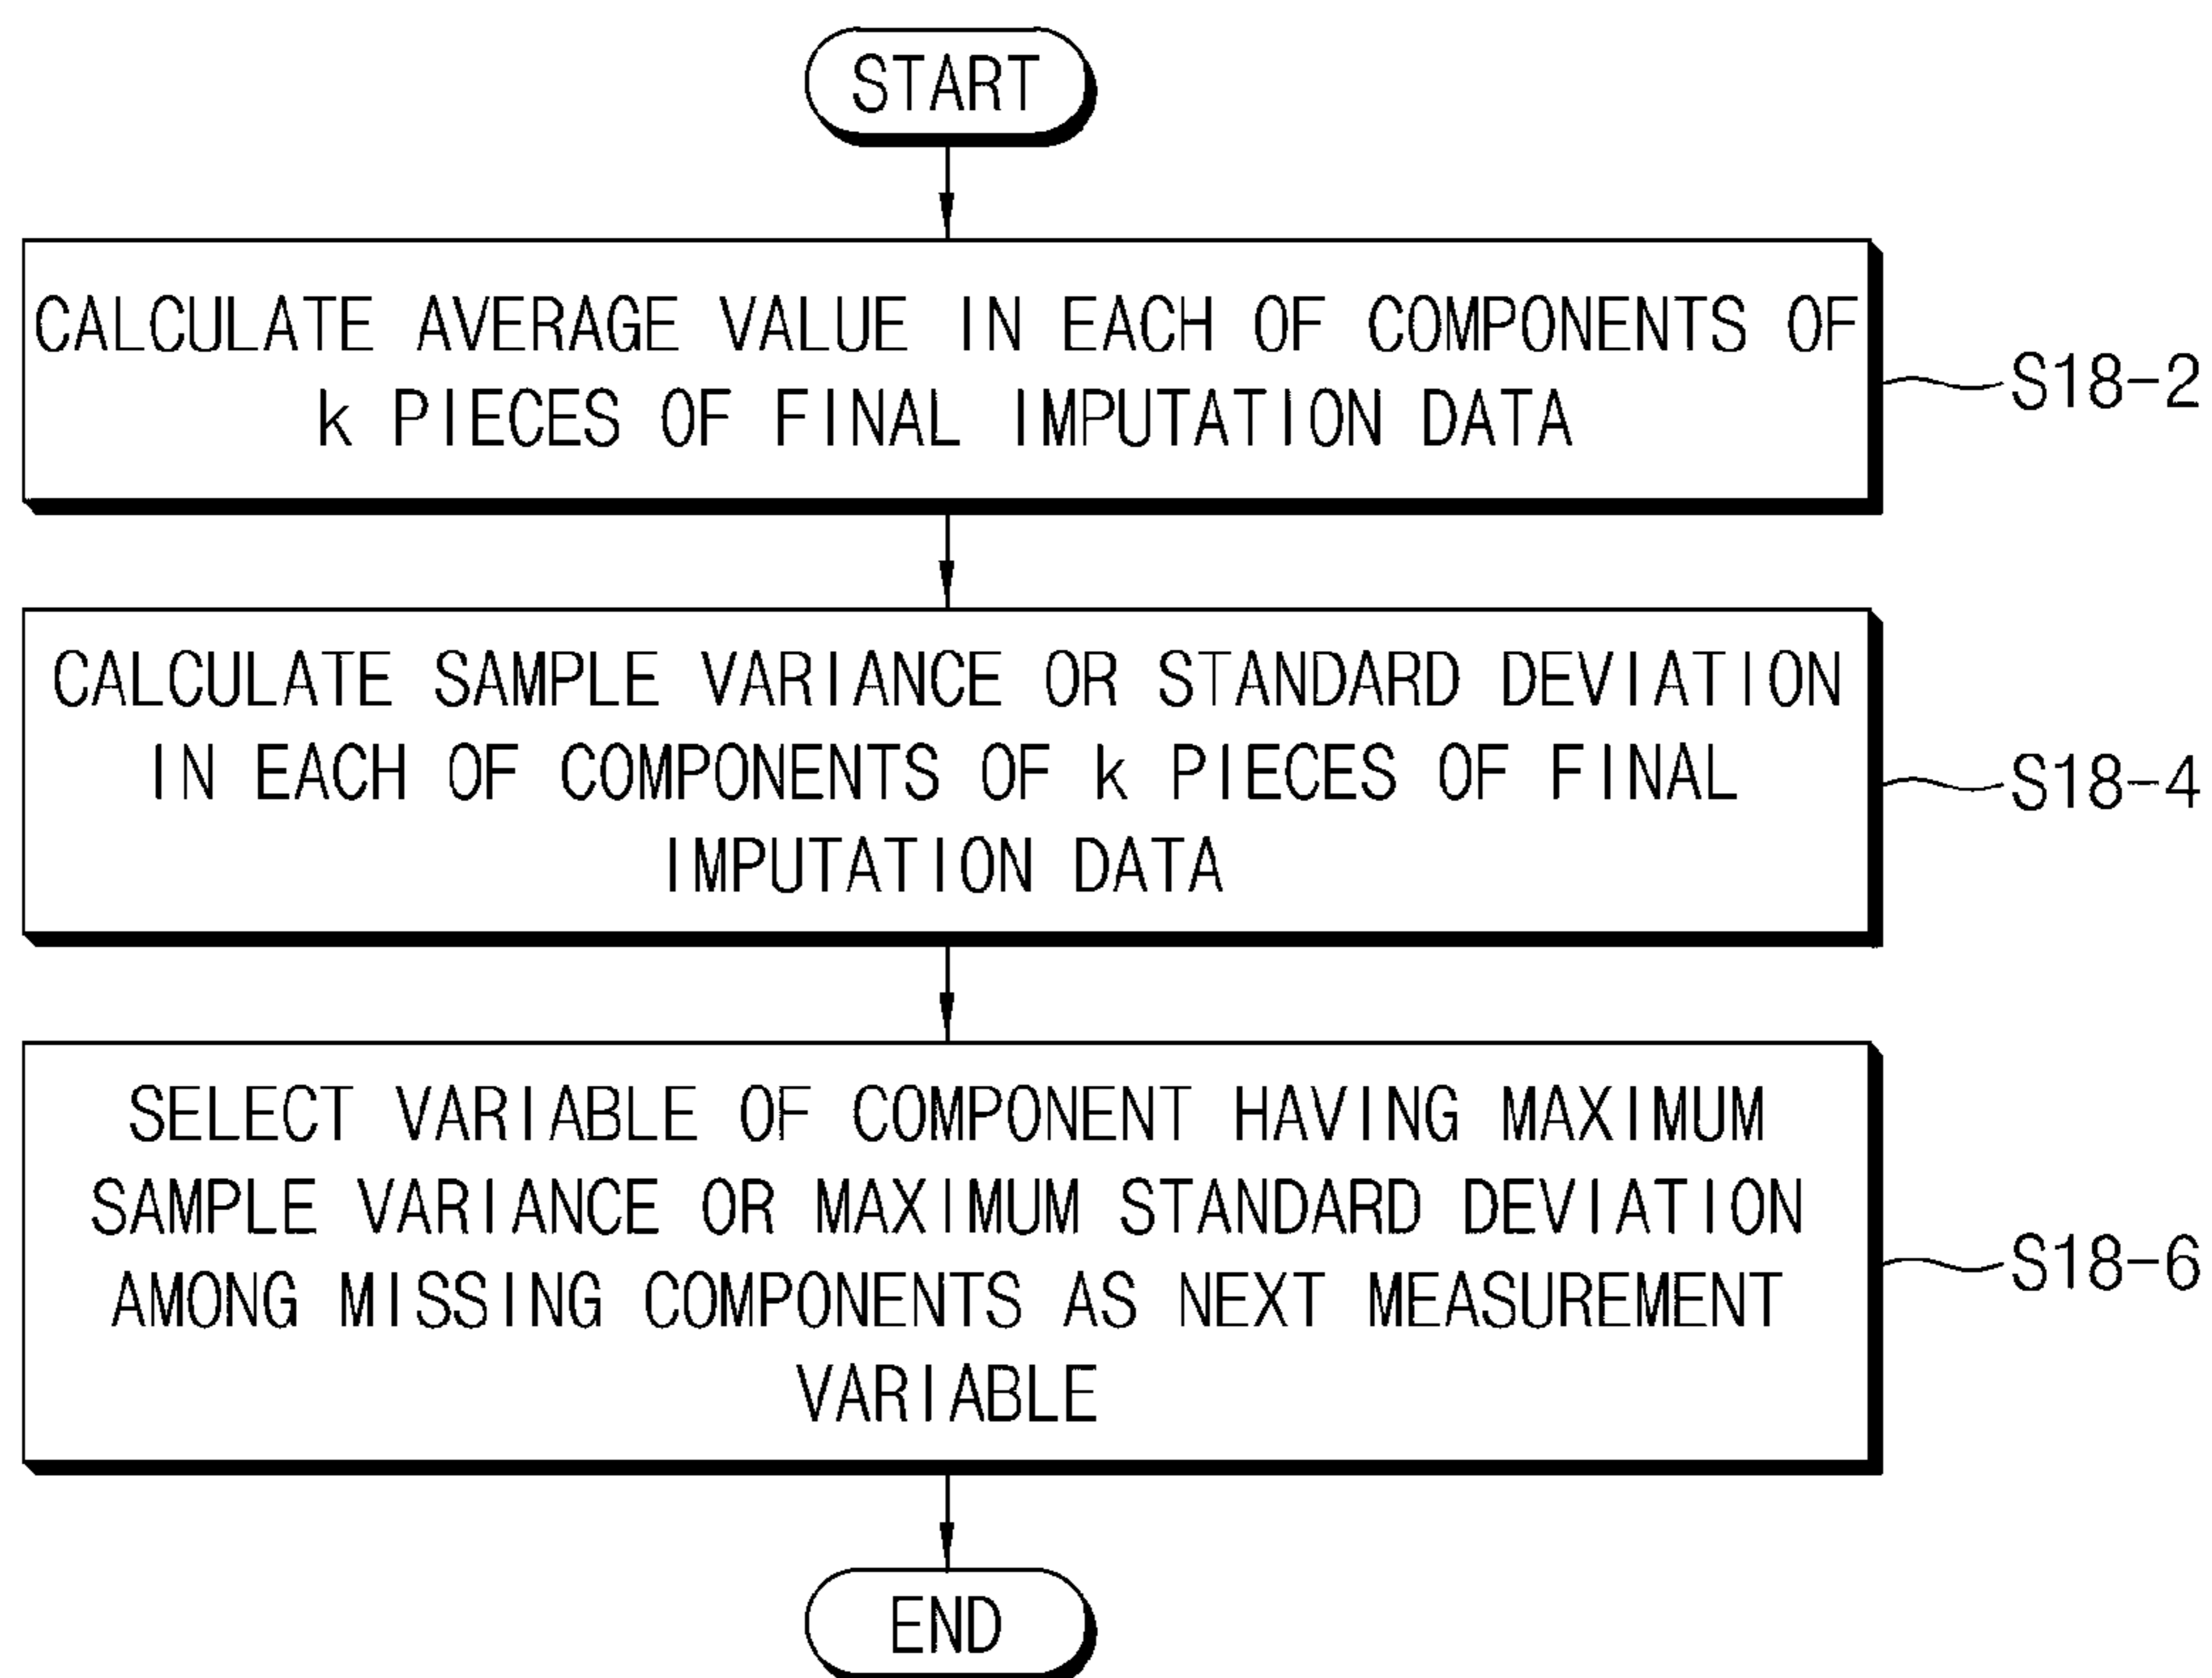 START
CALCULATE AVERAGE VALUE IN EACH OF COMPONENTS OF
k PIECES OF FINAL IMPUTATION DATA
S18-2
CALCULATE SAMPLE VARIANCE OR STANDARD DEVIATION
IN EACH OF COMPONENTS OF k PIECES OF FINAL
IMPUTATION DATA
S18-4
SELECT VARIABLE OF COMPONENT HAVING MAXIMUM
SAMPLE VARIANCE OR MAXIMUM STANDARD DEVIATION
AMONG MISSING COMPONENTS AS NEXT MEASUREMENT
VARIABLE
S18-6
END